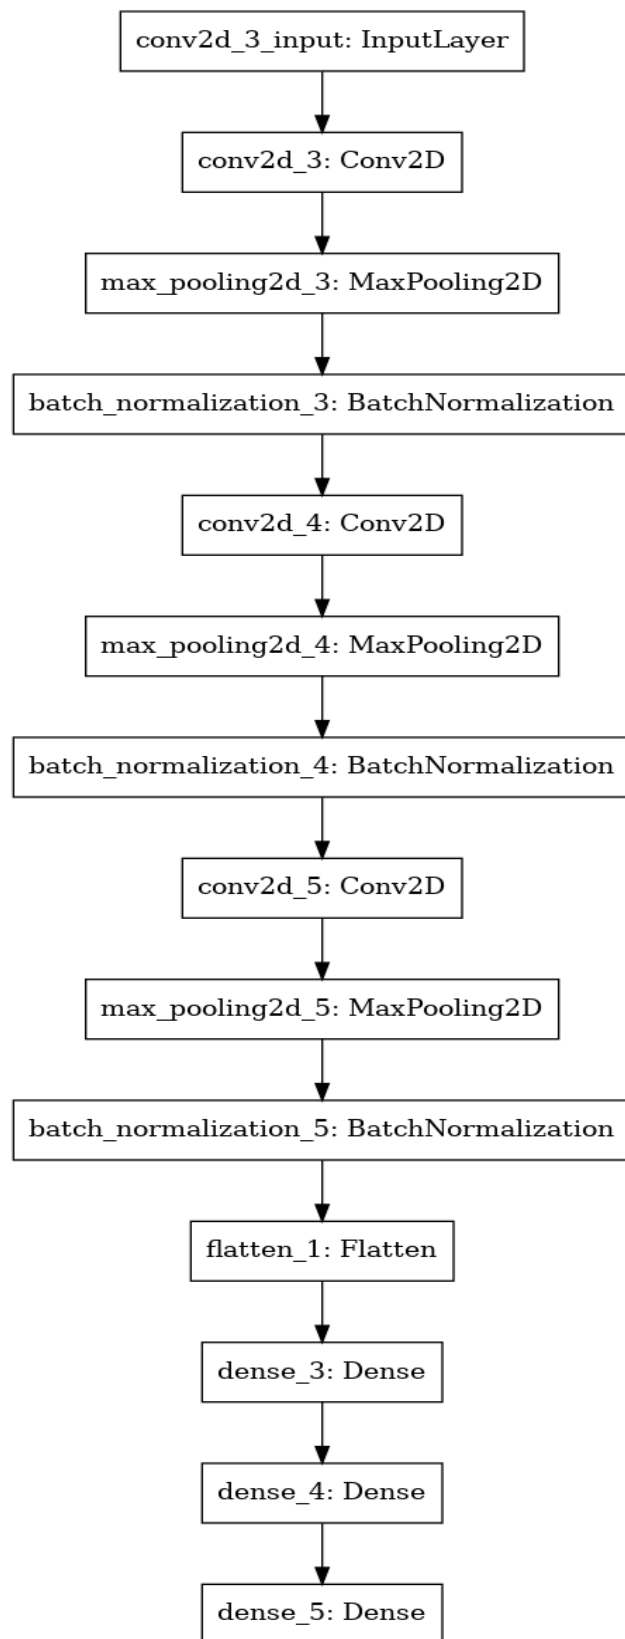 conv2d_3_input: InputLayer
conv2d_3: Conv2D
max_pooling2d_3: MaxPooling2D
batch_normalization_3: BatchNormalization
conv2d_4: Conv2D
max_pooling2d_4: MaxPooling2D
batch_normalization_4: BatchNormalization
conv2d_5: Conv2D
max_pooling2d_5: MaxPooling2D
batch_normalization_5: BatchNormalization
flatten_1: Flatten
dense_3: Dense
dense_4: Dense
dense_5: Dense